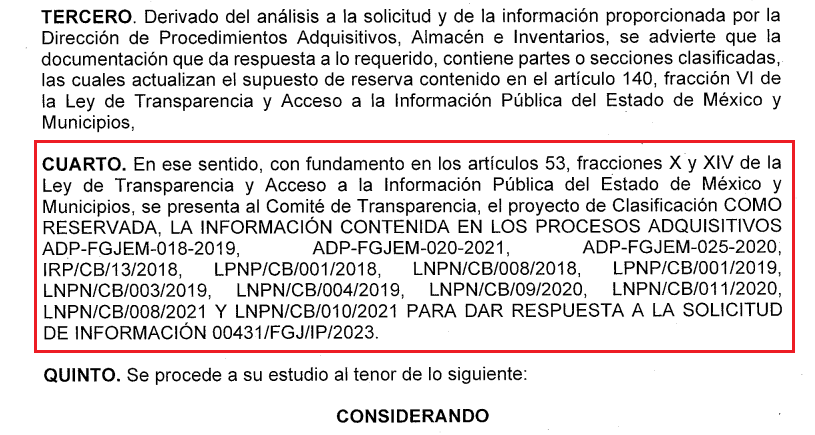 TERCERO. Derivado del análisis a la solicitud y de la información proporcionada por la
Dirección de Procedimientos Adquisitivos, Almacén e Inventarios, se advierte que la
documentación que da respuesta a lo requerido, contiene partes o secciones clasificadas,
las cuales actualizan el supuesto de reserva contenido en el artículo 140, fracción VI de
la Ley de Transparencia y Acceso a la Información Pública del Estado de México y
Municipios,
CUARTO. En ese sentido, con fundamento en los artículos 53, fracciones X y XIV de la
Ley de Transparencia y Acceso a la Información Pública del Estado de México y
Municipios, se presenta al Comité de Transparencia, el proyecto de Clasificación COMO
RESERVADA, LA INFORMACIÓN CONTENIDA EN LOS PROCESOS ADQUISITIVOS
ADP-FGJEM-018-2019, ADP-FGJEM-020-2021, ADP-FGJEM-025-2020,
IRP/CB/13/2018, LPNP/CB/001/2018, LNPN/CB/008/2018, LPNP/CB/001/2019,
LNPN/CB/003/2019, LNPN/CB/004/2019, LNPN/CB/09/2020, LNPN/CB/011/2020,
LNPN/CB/008/2021 Y LNPN/CB/010/2021 PARA DAR RESPUESTA A LA SOLICITUD
DE INFORMACIÓN 00431/FGJ/IP/2023.
QUINTO. Se procede a su estudio al tenor de lo siguiente:
CONSIDERANDO